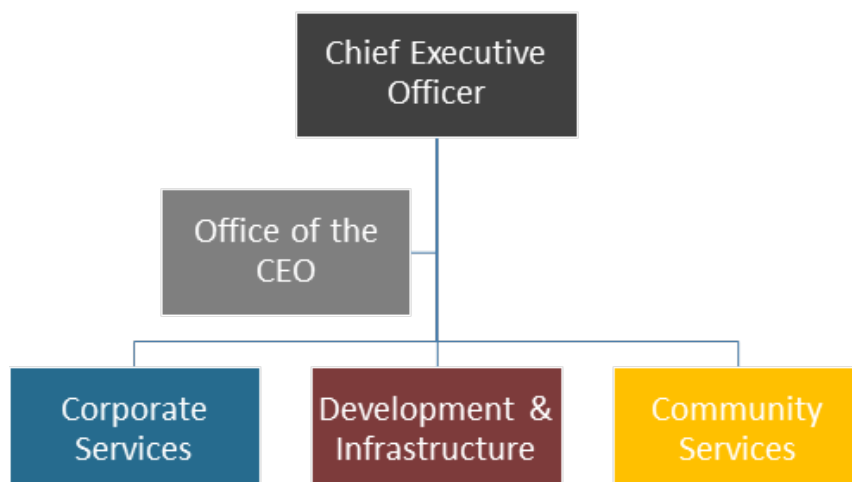 Chief Executive
Officer
Office of the
CEO
Corporate
Services
Development &
Infrastructure
Community
Services